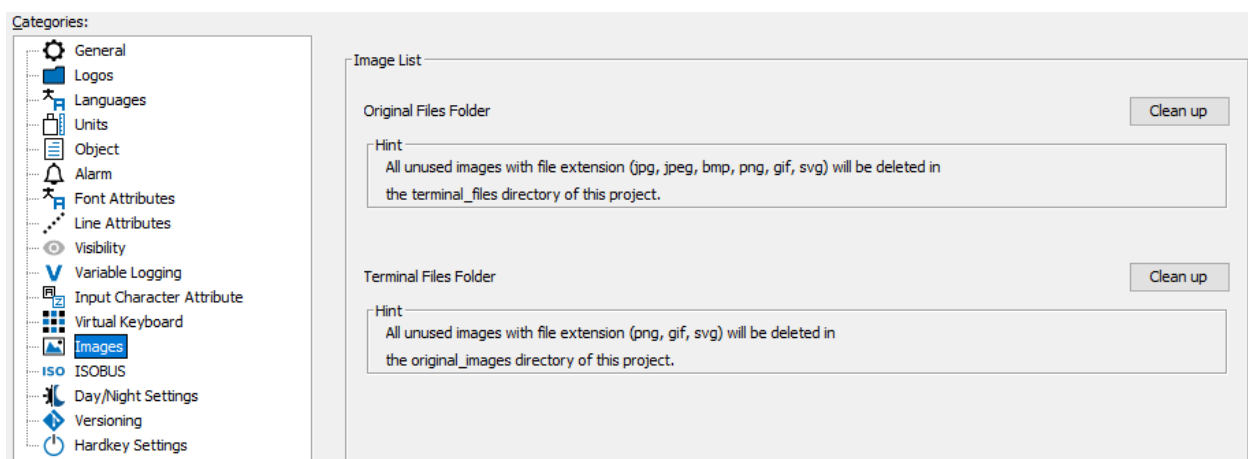 Categories:
General
Logos
Languages
Units
Object
Alarm
Font Attributes
Line Attributes
Visibility
Variable Logging
Input Character Attribute
Virtual Keyboard
Images
ISO ISOBUS
Day/Night Settings
Versioning
Hardkey Settings
Image List
Original Files Folder
Clean up
Hint
All unused images with file extension (jpg, jpeg, bmp, png, gif, svg) will be deleted in
the terminal_files directory of this project.
Terminal Files Folder
Clean up
Hint
All unused images with file extension (png, gif, svg) will be deleted in
the original_images directory of this project.